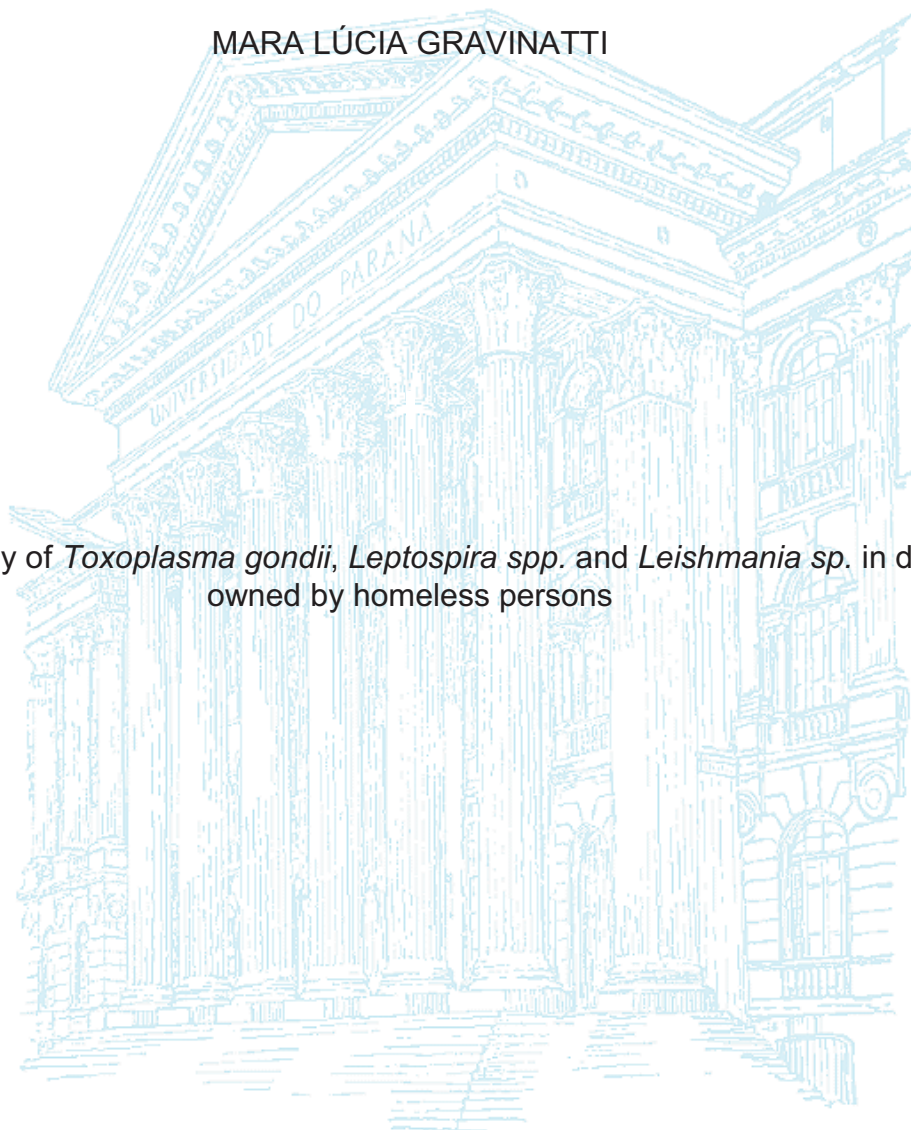 MARA LÚCIA GRAVINATTI
UNIVERSIDADE DO PARANÁ
y of Toxoplasma gondii, Leptospira spp. and Leishmania sp. in d
owned by homeless persons